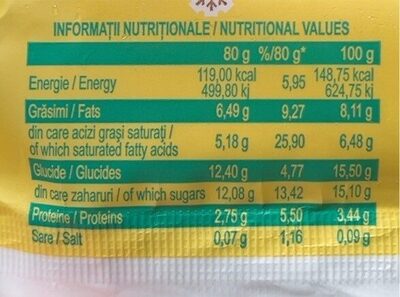 INFORMAȚII NUTRIȚIONALE / NUTRITIONAL VALUES
80 g %/80 g* 100 g
Energie / Energy 119,00 kcal 499,80 kj 5,95 148,75 kcal 624,75 kj
Grăsimi / Fats 6,49 g 9,27 8,11 g
din care acizi grași saturați /
of which saturated fatty acids 5,18 g 25,90 6,48 g
Glucide / Glucides 12,40 g 4,77 15,50 g
din care zaharuri / of which sugars 12,08 g 13,42 15,10 g
Proteine / Proteins 2,75 g 5,50 3,44 g
Sare / Salt 0,07 g 1,16 0,09 g